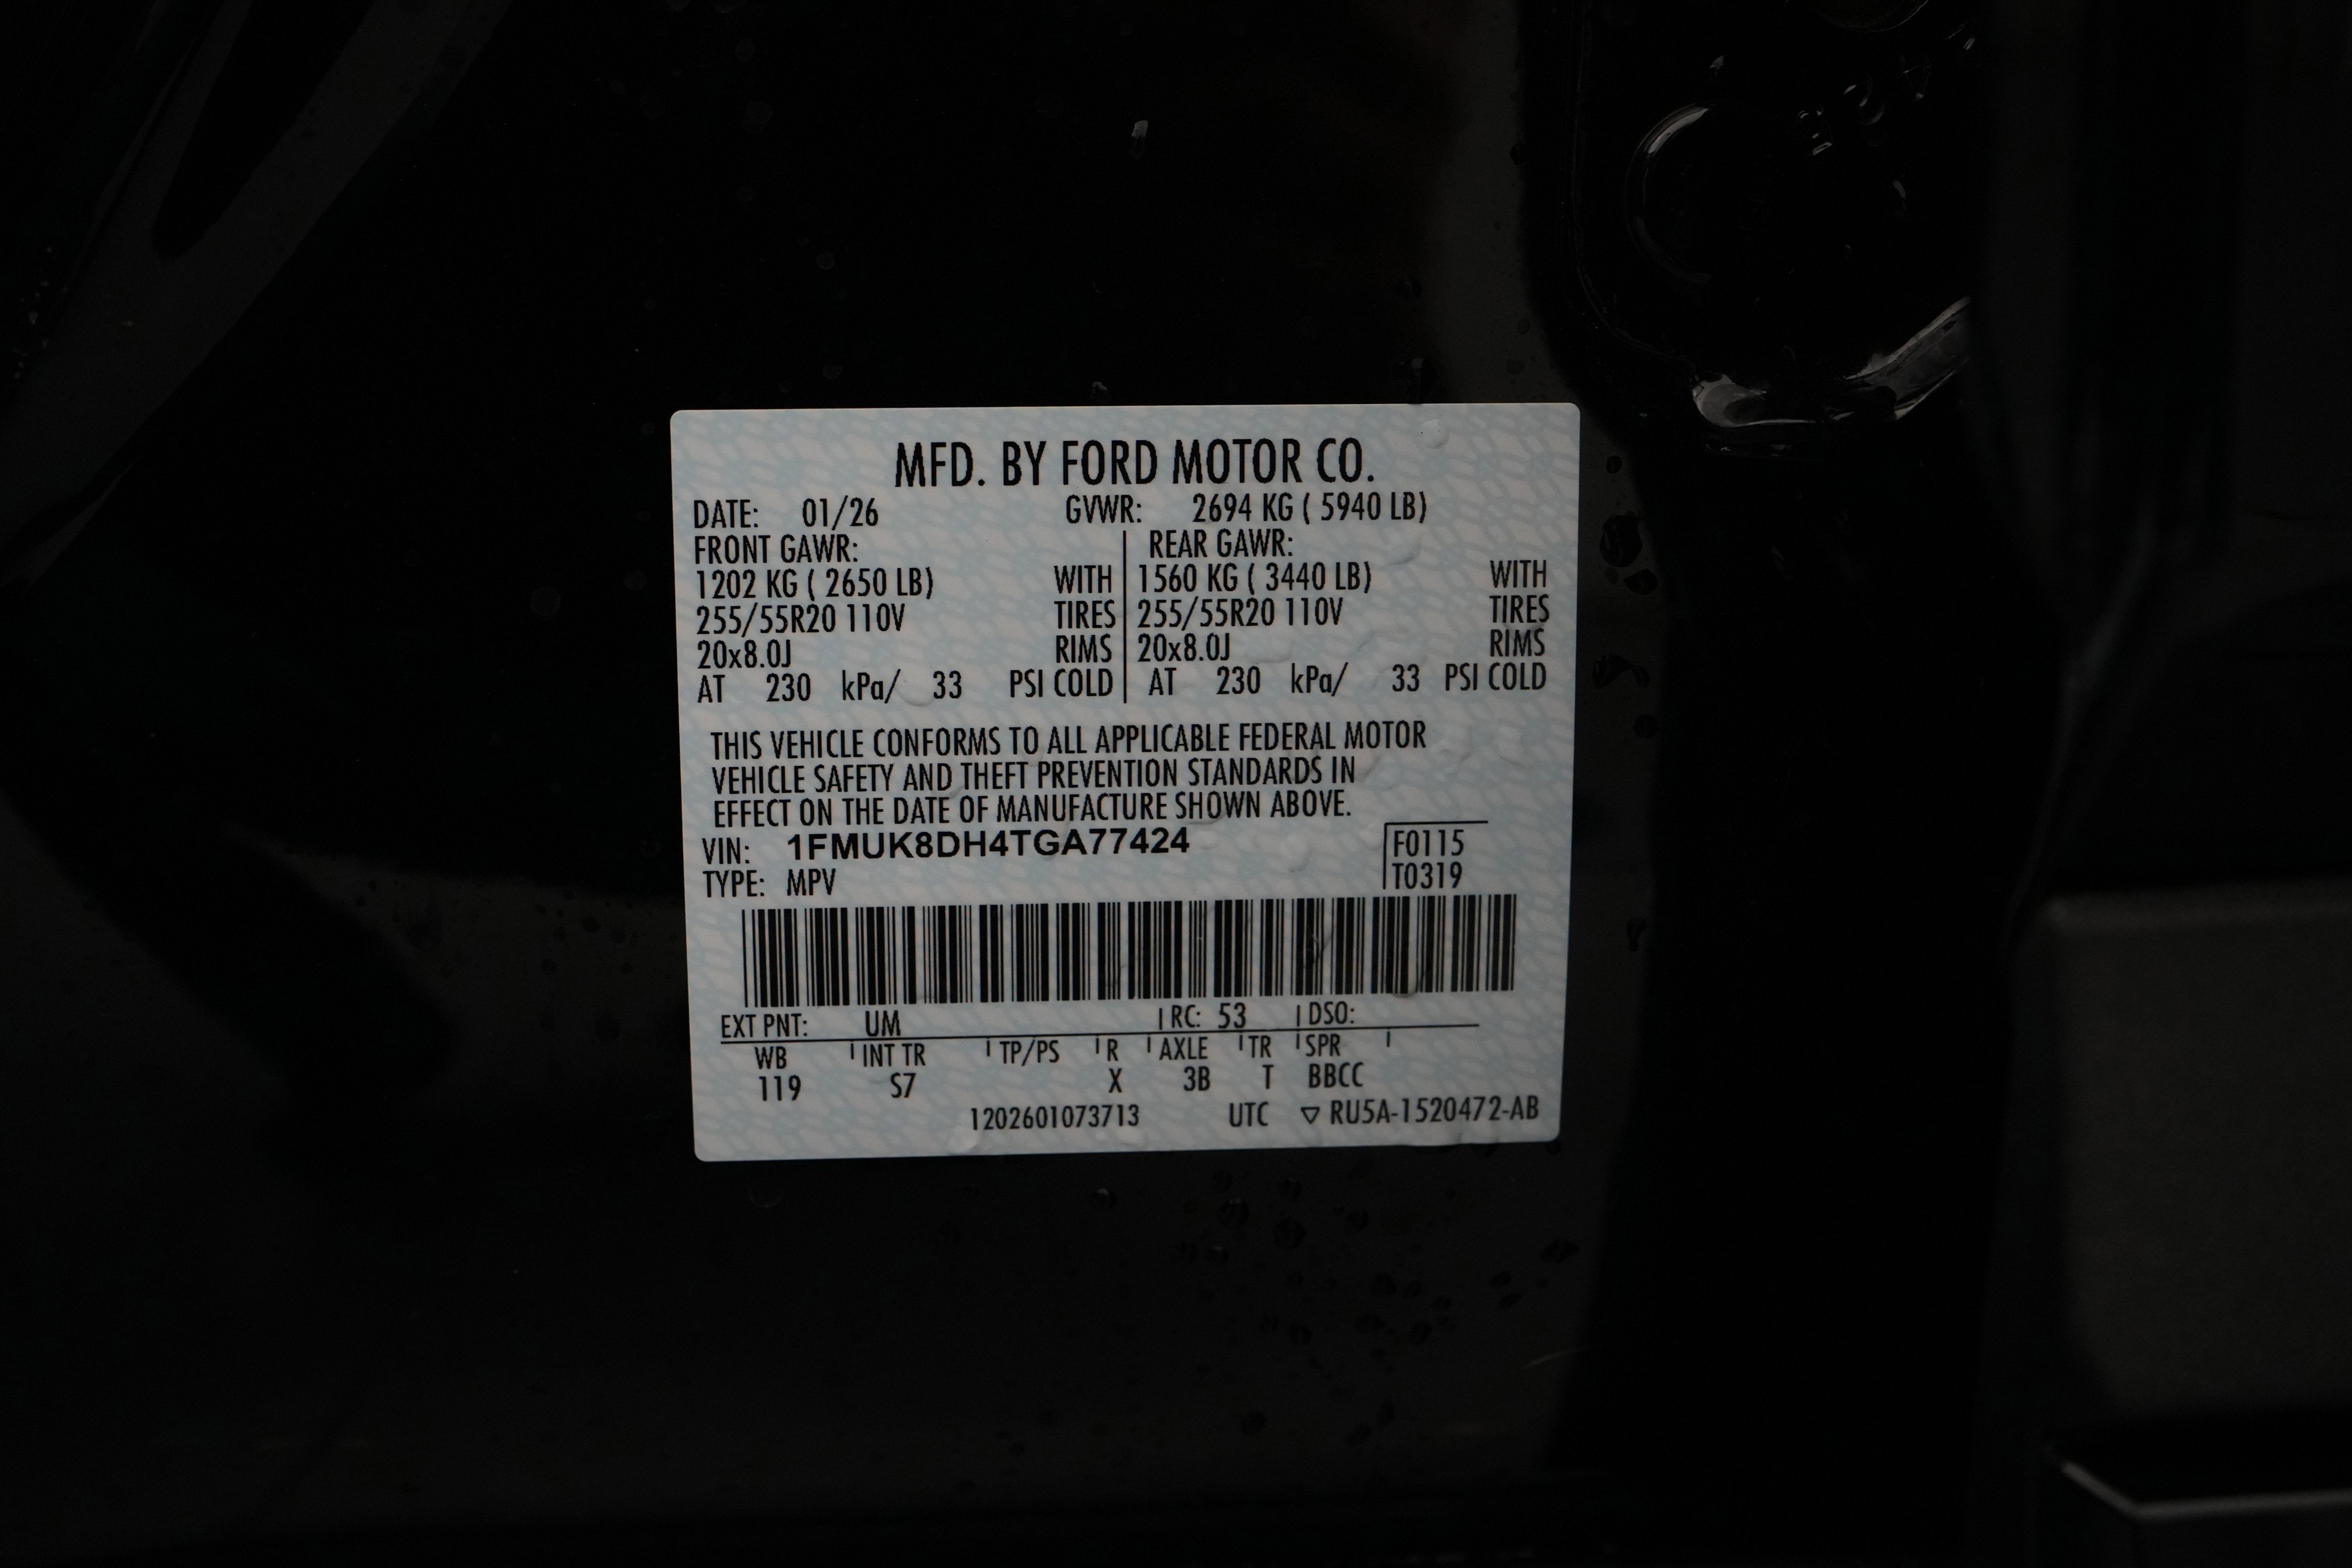 MFD. BY FORD MOTOR CO.
DATE: 01/26 GVWR: 2694 KG ( 5940 LB)
FRONT GAWR: REAR GAWR:
1202 KG ( 2650 LB) WITH 1560 KG ( 3440 LB) WITH
255/55R20 110V TIRES 255/55R20 110V TIRES
20x8.0J RIMS 20x8.0J RIMS
AT 230 kPa/ 33 PSI COLD AT 230 kPa/ 33 PSI COLD
THIS VEHICLE CONFORMS TO ALL APPLICABLE FEDERAL MOTOR
VEHICLE SAFETY AND THEFT PREVENTION STANDARDS IN
EFFECT ON THE DATE OF MANUFACTURE SHOWN ABOVE.
VIN: 1FMUK8DH4TGA77424 F0115
TYPE: MPV T0319
EXT PNT: UM RC: 53 DSO:
WB INT TR TP/PS R AXLE TR SPR
119 S7 X 3B T BBCC
1202601073713 UTC ▽ RU5A-1520472-AB